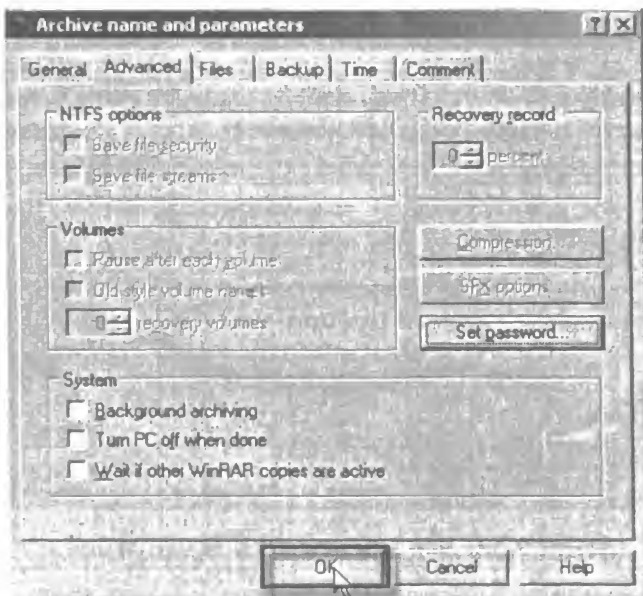 Archive name and parameters
General Advanced Files Backup Time Comment
NTFS options
Save file security
Save file streams
Recovery record
0 percent
Volumes
Pause after each volume
Old style volume names
0 recovery volumes
Compression...
SFX options...
Set password...
System
Background archiving
Turn PC off when done
Wait if other WinRAR copies are active
OK Cancel Help